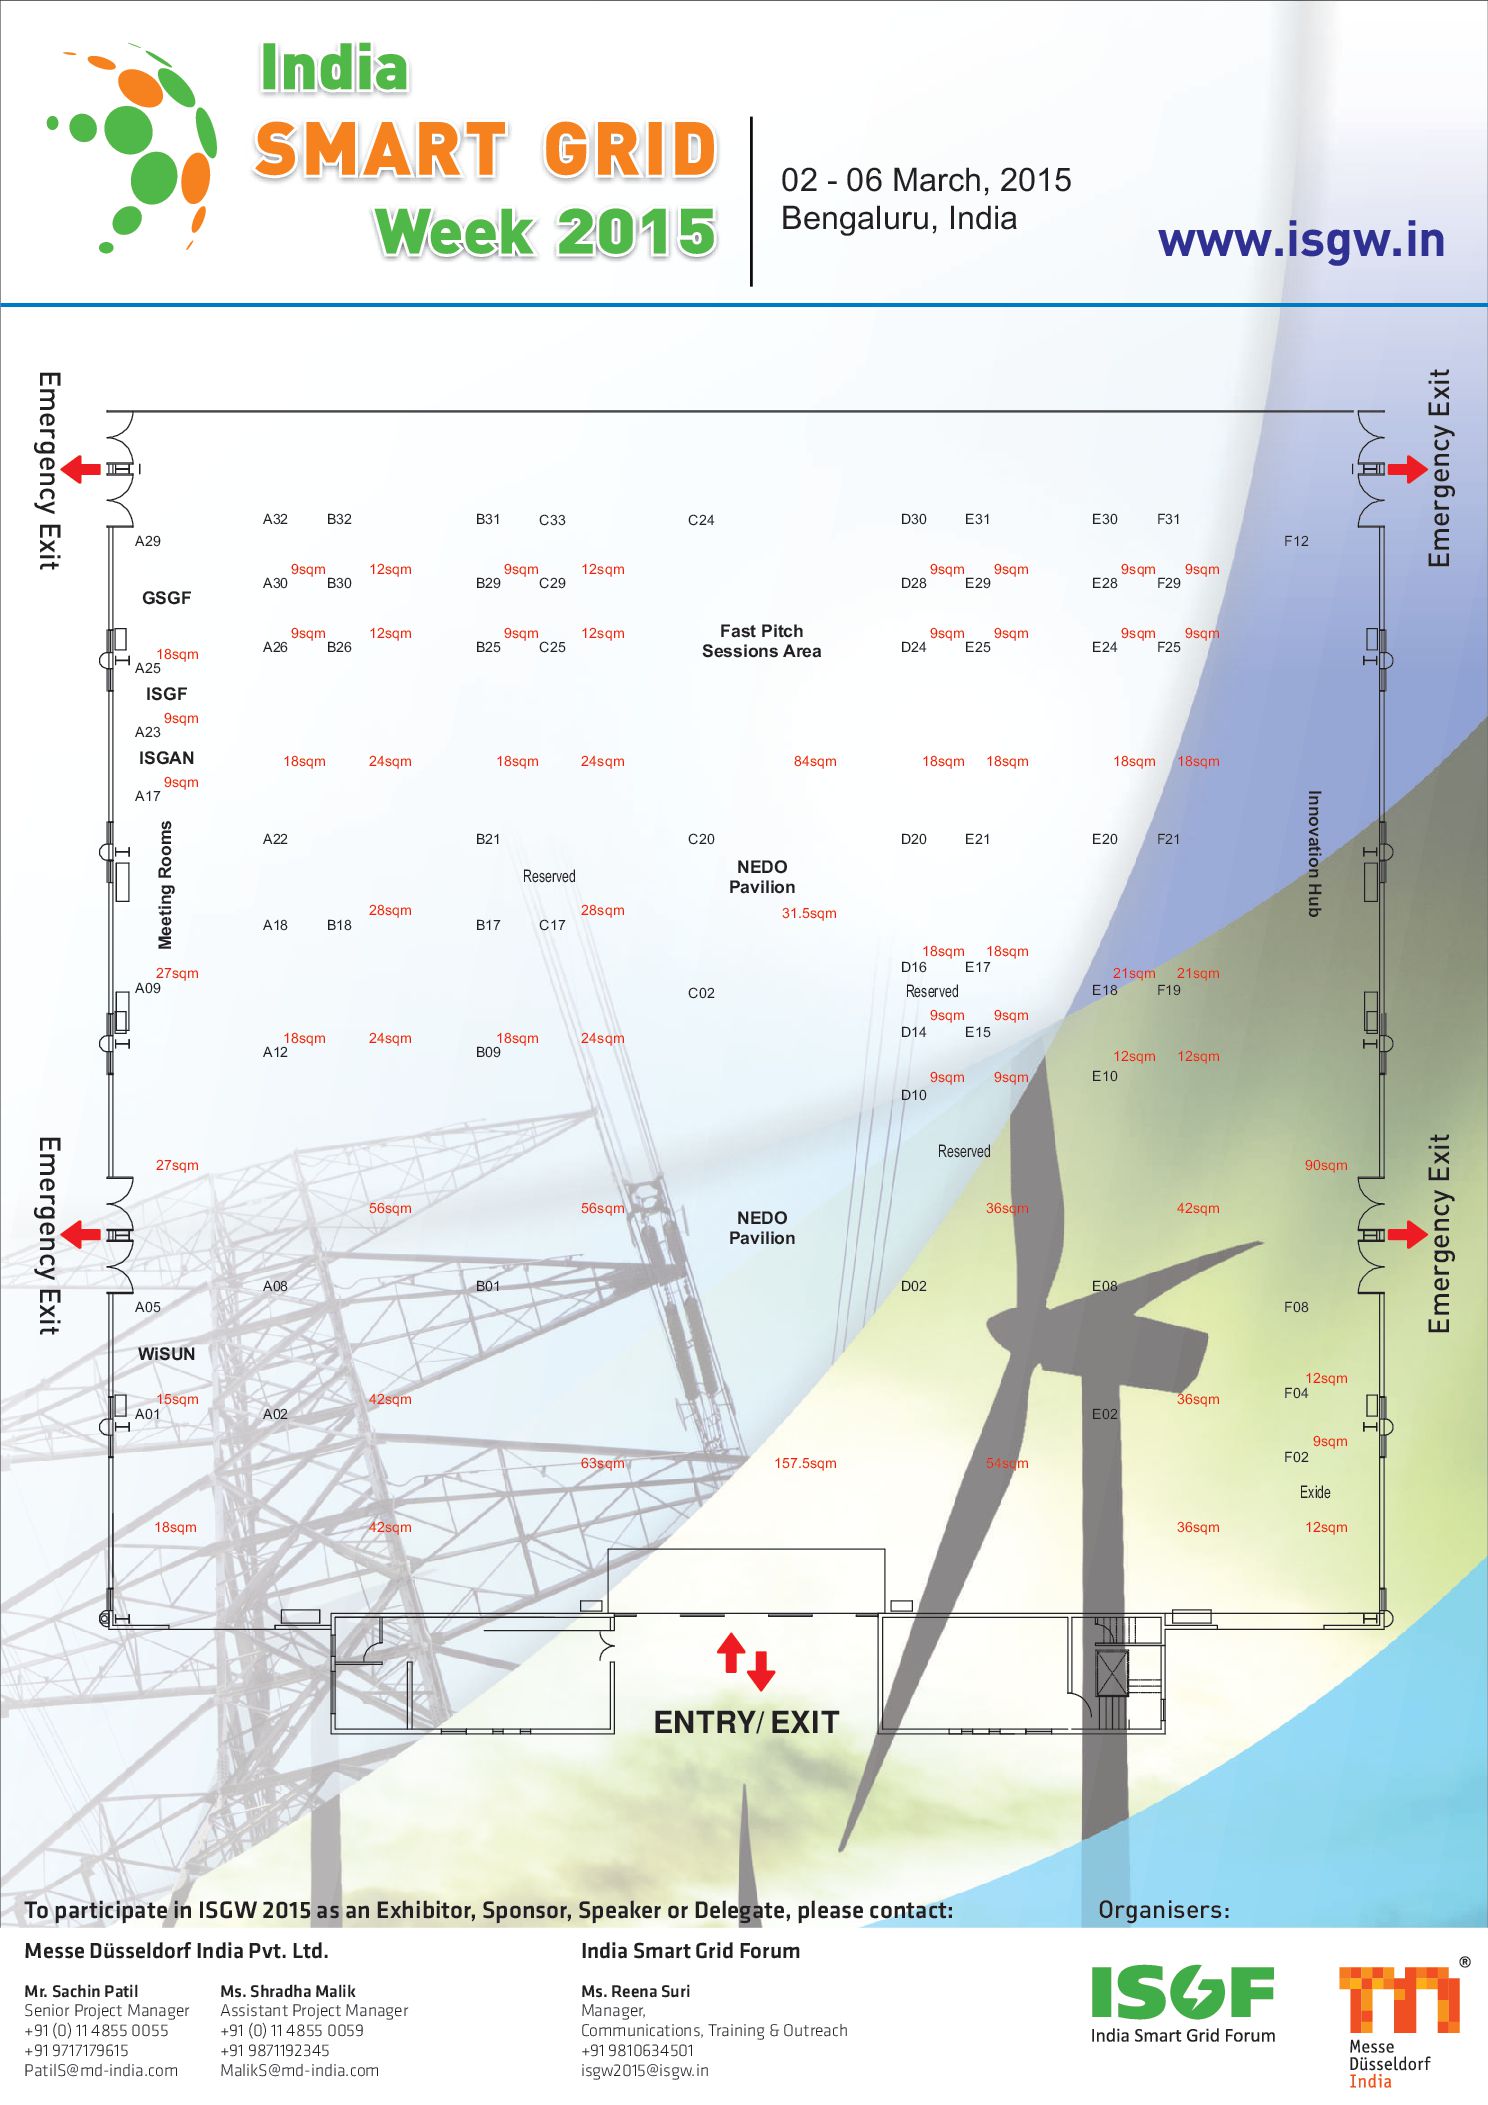 India
SMART GRID
Week 2015
02 - 06 March, 2015
Bengaluru, India
www.isgw.in
Emergency Exit
Emergency Exit
A32 B32 B31 C33 C24 D30 E31 E30 F31
A29 F12
9sqm 12sqm 9sqm 12sqm 9sqm 9sqm 9sqm 9sqm
A30 B30 B29 C29 D28 E29 E28 F29
GSGF
Fast Pitch
Sessions Area
9sqm 12sqm 9sqm 12sqm 9sqm 9sqm 9sqm 9sqm
A26 B26 B25 C25 D24 E25 E24 F25
18sqm
A25
ISGF
9sqm
A23
ISGAN
18sqm 24sqm 18sqm 24sqm 84sqm 18sqm 18sqm 18sqm 18sqm
9sqm
A17
Meeting Rooms
Innovation Hub
A22 B21 C20 D20 E21 E20 F21
NEDO
Pavilion
Reserved
28sqm 28sqm 31.5sqm
A18 B18 B17 C17
18sqm 18sqm
D16 E17
27sqm 21sqm 21sqm
A09 C02 Reserved E18 F19
9sqm 9sqm
D14 E15
18sqm 24sqm 18sqm 24sqm
A12 B09
12sqm 12sqm
E10
9sqm 9sqm
D10
Reserved
27sqm 90sqm
56sqm 56sqm 36sqm 42sqm
NEDO
Pavilion
Emergency Exit
Emergency Exit
A08 B01 D02 E08
A05 F08
WiSUN
12sqm
15sqm 42sqm 36sqm F04
A01 A02 E02
9sqm
F02
63sqm 157.5sqm 54sqm
Exide
18sqm 42sqm 36sqm 12sqm
ENTRY/ EXIT
To participate in ISGW 2015 as an Exhibitor, Sponsor, Speaker or Delegate, please contact:
Organisers:
Messe Düsseldorf India Pvt. Ltd.
Mr. Sachin Patil
Senior Project Manager
+91 (0) 11 4855 0055
+91 9717179615
PatilS@md-india.com
Ms. Shradha Malik
Assistant Project Manager
+91 (0) 11 4855 0059
+91 9871192345
MalikS@md-india.com
India Smart Grid Forum
Ms. Reena Suri
Manager,
Communications, Training & Outreach
+91 9810634501
isgw2015@isgw.in
ISGF
India Smart Grid Forum
®
Messe
Düsseldorf
India